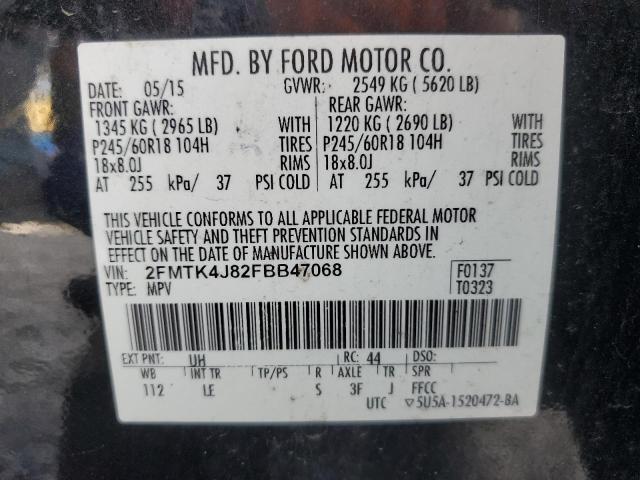 MFD. BY FORD MOTOR CO.
DATE: 05/15 GVWR: 2549 KG ( 5620 LB)
FRONT GAWR: REAR GAWR:
1345 KG ( 2965 LB) WITH 1220 KG ( 2690 LB) WITH
P245/60R18 104H TIRES P245/60R18 104H TIRES
18x8.0J RIMS 18x8.0J RIMS
AT 255 kPa/ 37 PSI COLD AT 255 kPa/ 37 PSI COLD
THIS VEHICLE CONFORMS TO ALL APPLICABLE FEDERAL MOTOR
VEHICLE SAFETY AND THEFT PREVENTION STANDARDS IN
EFFECT ON THE DATE OF MANUFACTURE SHOWN ABOVE.
VIN: 2FMTK4J82FBB47068 F0137
TYPE: MPV T0323
EXT PNT: UH RC: 44 DSO:
WB INT TR TP/PS R AXLE TR SPR
112 LE S 3F J FFCC
UTC ▽5U5A-1520472-BA